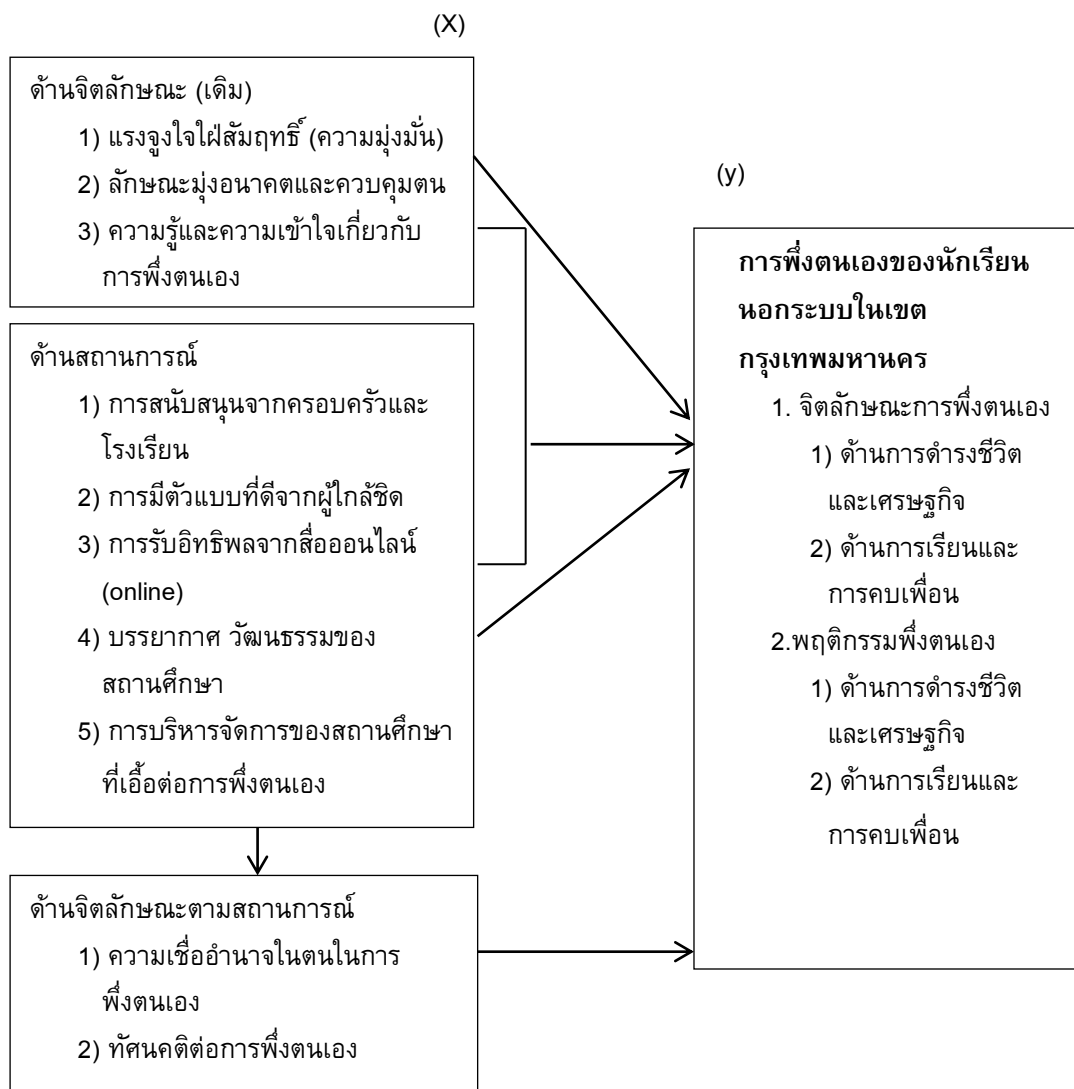 (X)
ด้านจิตลักษณะ (เดิม)
1) แรงจูงใจใฝ่สัมฤทธิ์ (ความมุ่งมั่น)
2) ลักษณะมุ่งอนาคตและควบคุมตน
3) ความรู้และความเข้าใจเกี่ยวกับ
การพึ่งตนเอง
ด้านสถานการณ์
1) การสนับสนุนจากครอบครัวและ
โรงเรียน
2) การมีตัวแบบที่ดีจากผู้ใกล้ชิด
3) การรับอิทธิพลจากสื่อออนไลน์
(online)
4) บรรยากาศ วัฒนธรรมของ
สถานศึกษา
5) การบริหารจัดการของสถานศึกษา
ที่เอื้อต่อการพึ่งตนเอง
ด้านจิตลักษณะตามสถานการณ์
1) ความเชื่ออำนาจในตนในการ
พึ่งตนเอง
2) ทัศนคติต่อการพึ่งตนเอง
(y)
การพึ่งตนเองของนักเรียน
นอกระบบในเขต
กรุงเทพมหานคร
1. จิตลักษณะการพึ่งตนเอง
1) ด้านการดำรงชีวิต
และเศรษฐกิจ
2) ด้านการเรียนและ
การคบเพื่อน
2.พฤติกรรมพึ่งตนเอง
1) ด้านการดำรงชีวิต
และเศรษฐกิจ
2) ด้านการเรียนและ
การคบเพื่อน